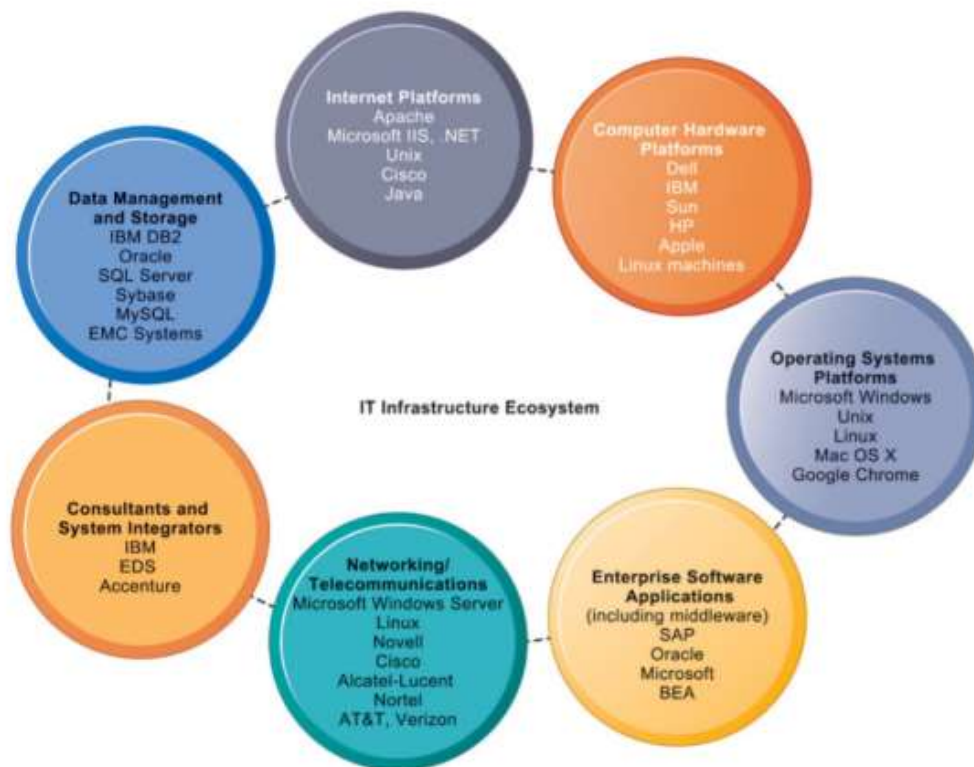 Internet Platforms
Apache
Microsoft IIS, .NET
Unix
Cisco
Java
Computer Hardware
Platforms
Dell
IBM
Sun
HP
Apple
Linux machines
Data Management
and Storage
IBM DB2
Oracle
SQL Server
Sybase
MySQL
EMC Systems
Operating Systems
Platforms
Microsoft Windows
Unix
Linux
Mac OS X
Google Chrome
IT Infrastructure Ecosystem
Consultants and
System Integrators
IBM
EDS
Accenture
Networking/
Telecommunications
Microsoft Windows Server
Linux
Novell
Cisco
Alcatel-Lucent
Nortel
AT&T, Verizon
Enterprise Software
Applications
(including middleware)
SAP
Oracle
Microsoft
BEA